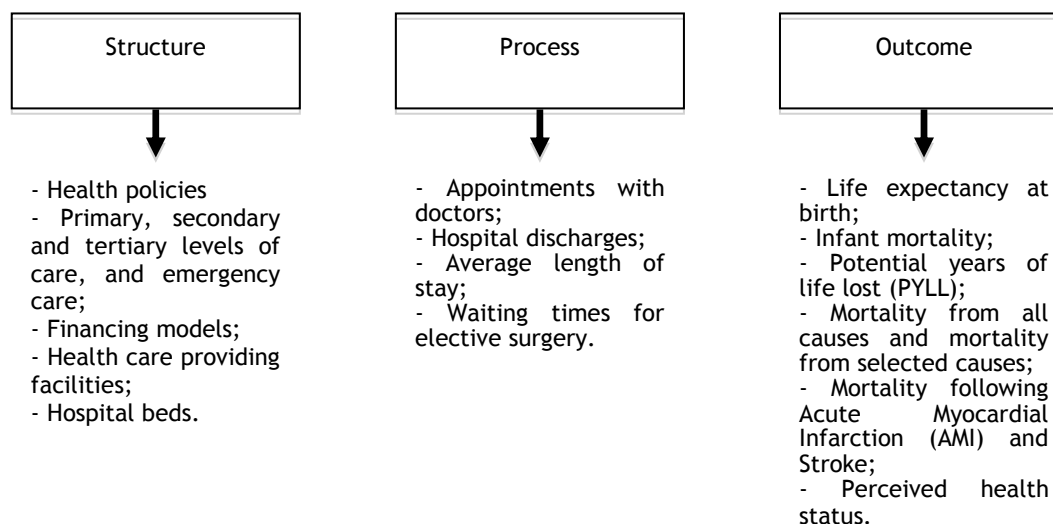 Structure
- Health policies
- Primary, secondary
and tertiary levels of
care, and emergency
care;
- Financing models;
- Health care providing
facilities;
- Hospital beds.
Process
- Appointments with
doctors;
- Hospital discharges;
- Average length of
stay;
- Waiting times for
elective surgery.
Outcome
- Life expectancy at
birth;
- Infant mortality;
- Potential years of
life lost (PYLL);
- Mortality from all
causes and mortality
from selected causes;
- Mortality following
Acute Myocardial
Infarction (AMI) and
Stroke;
- Perceived health
status.